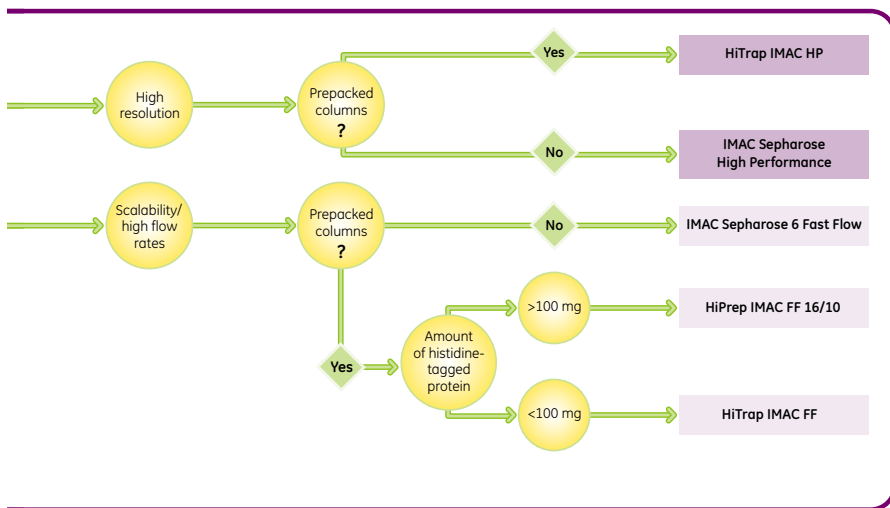 Yes
HiTrap IMAC HP
High
resolution
Prepacked
columns
?
No
IMAC Sepharose
High Performance
Scalability/
high flow
rates
Prepacked
columns
?
No
IMAC Sepharose 6 Fast Flow
>100 mg
HiPrep IMAC FF 16/10
Yes
Amount
of histidine-
tagged
protein
<100 mg
HiTrap IMAC FF